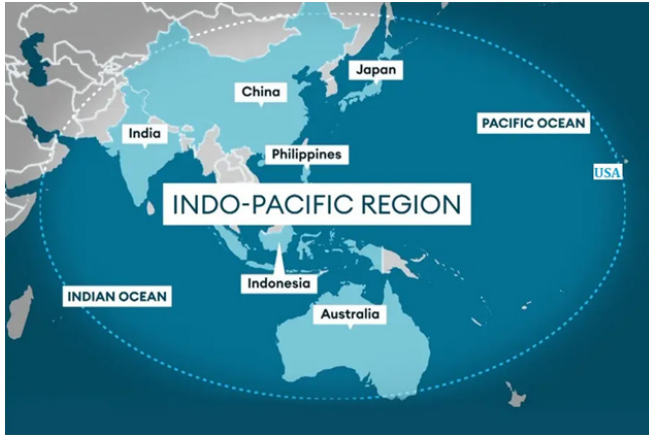 Japan
China
PACIFIC OCEAN
India
Philippines
USA
INDO-PACIFIC REGION
Indonesia
INDIAN OCEAN
Australia